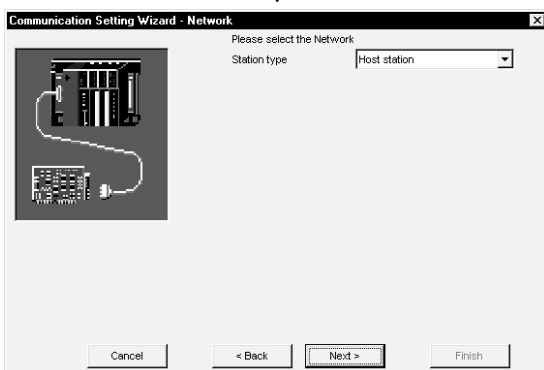 Communication Setting Wizard - Network
Please select the Network
Station type Host station
Cancel < Back Next > Finish